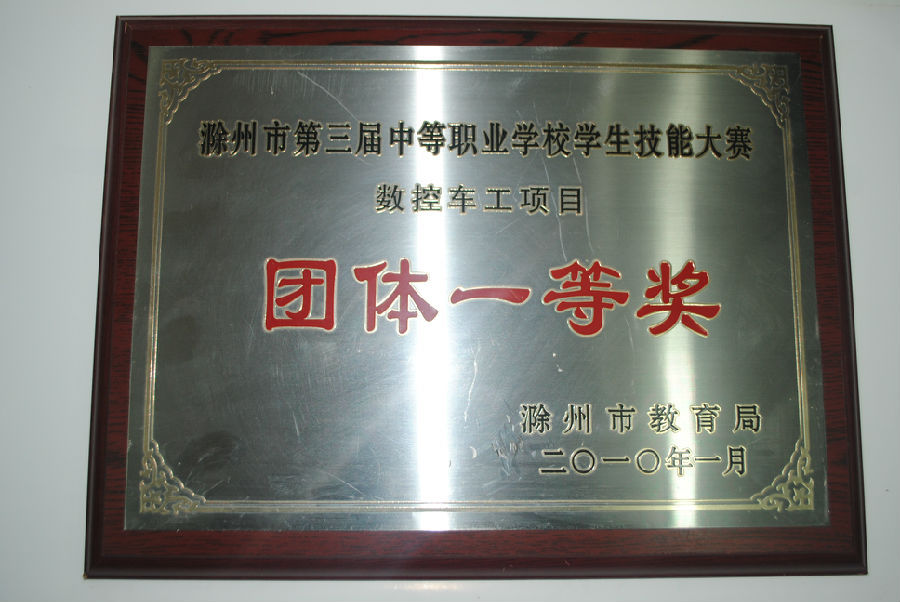 滁州市第三届中等职业学校学生技能大赛
数控车工项目
团体一等奖
滁州市教育局
二〇一〇年一月